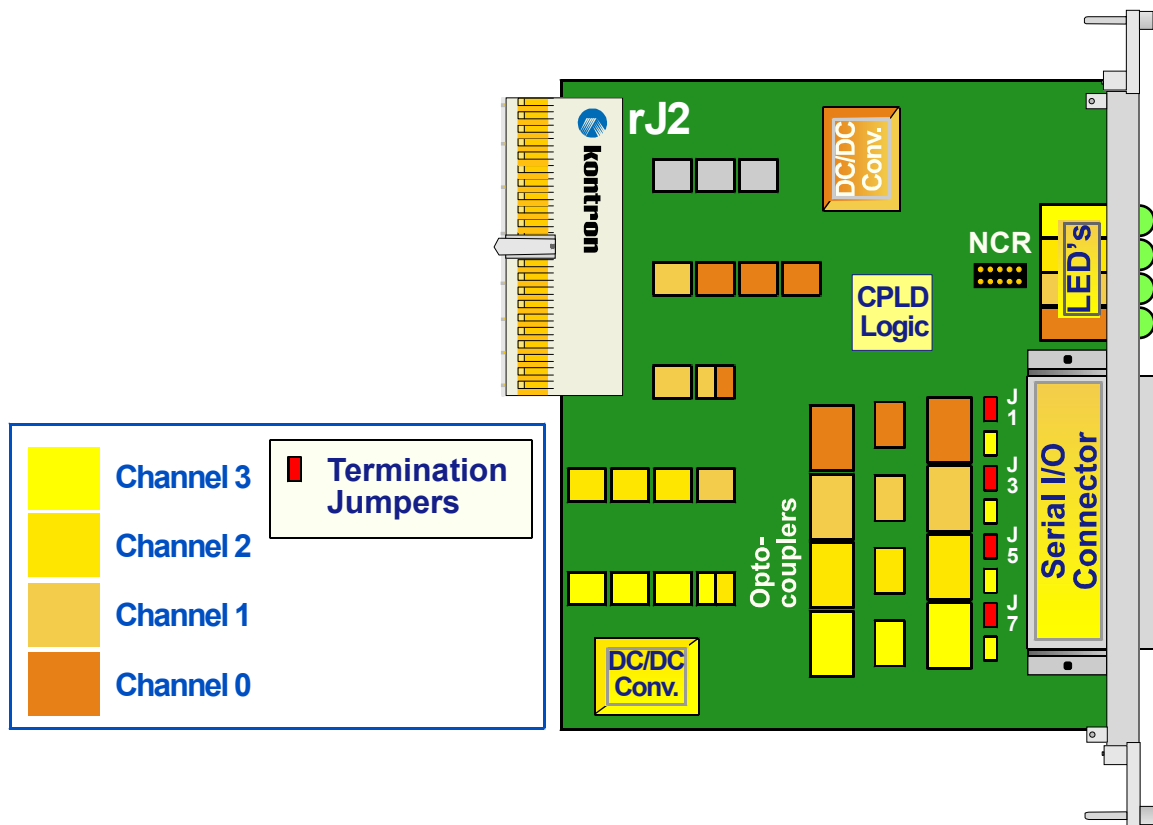 rJ2
kontron
DC/DC
Conv.
NCR
LED's
CPLD
Logic
J
1
J
3
J
5
J
7
Serial I/O
Connector
Opto-
couplers
DC/DC
Conv.
Channel 3
Channel 2
Channel 1
Channel 0
Termination
Jumpers